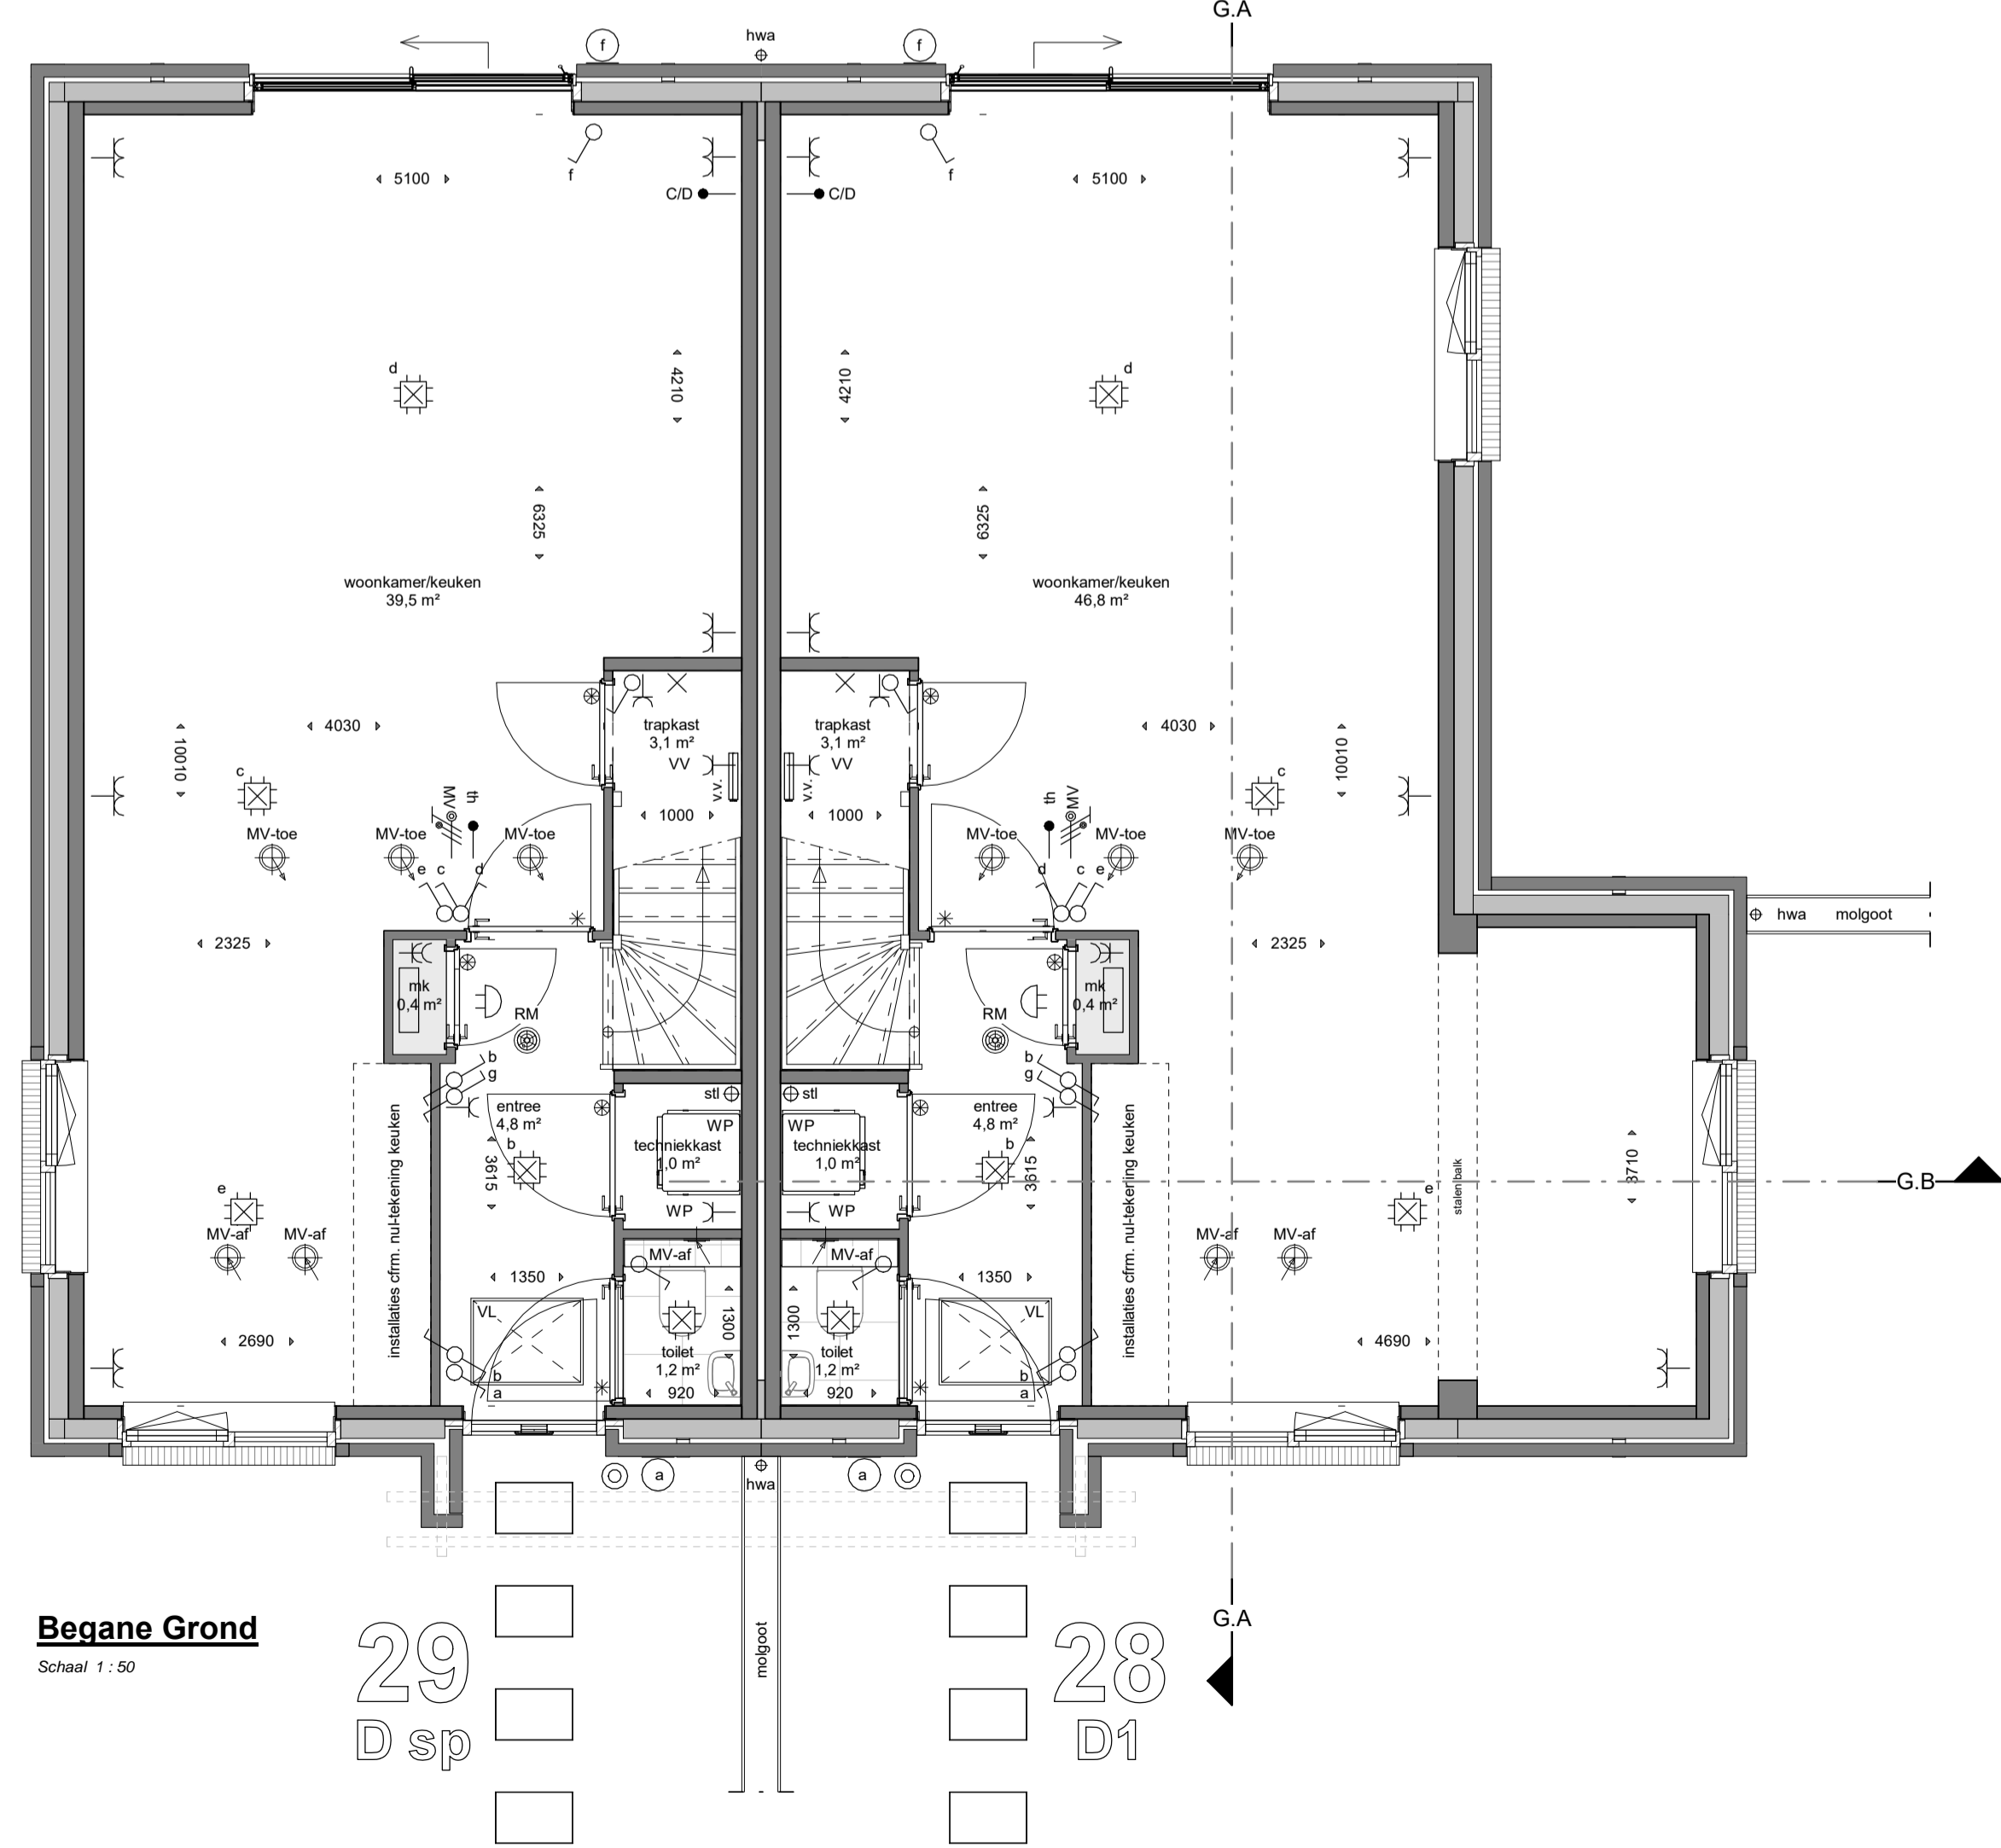 G.A
f
hwa
f
f
f
5100
5100
C/D
C/D
d
d
4210
4210
6325
6325
woonkamer/keuken
39,5 m²
woonkamer/keuken
46,8 m²
trapkast
3,1 m²
VV
trapkast
3,1 m²
VV
v.v.
v.v.
4030
4030
10010
10010
c
c
1000
1000
MV
th
th
MV
MV-toe
MV-toe
MV-toe
MV-toe
MV-toe
MV-toe
e
c
d
d
c
e
hwa
molgoot
2325
2325
mk
0,4 m²
mk
0,4 m²
RM
RM
b
g
b
g
stl
stl
entree
4,8 m²
b
entree
4,8 m²
b
WP
WP
techniekkast
1,0 m²
techniekkast
1,0 m²
installaties cfrm. nul-tekening keuken
installaties cfrm. nul-tekening keuken
3615
3615
stalen balk
3710
G.B
e
e
WP
WP
MV-af
MV-af
MV-af
MV-af
MV-af
MV-af
1350
1350
VL
VL
1300
1300
2690
4690
toilet
1,2 m²
toilet
1,2 m²
b
a
b
a
920
920
a
a
hwa
molgoot
G.A
Begane Grond
Schaal 1 : 50
29
D sp
28
D1